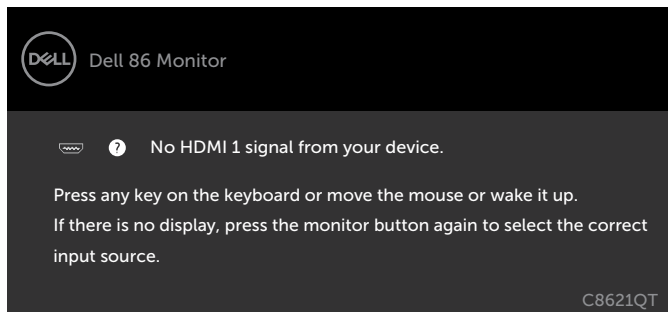 DELL
Dell 86 Monitor
? No HDMI 1 signal from your device.
Press any key on the keyboard or move the mouse or wake it up.
If there is no display, press the monitor button again to select the correct
input source.
C8621QT